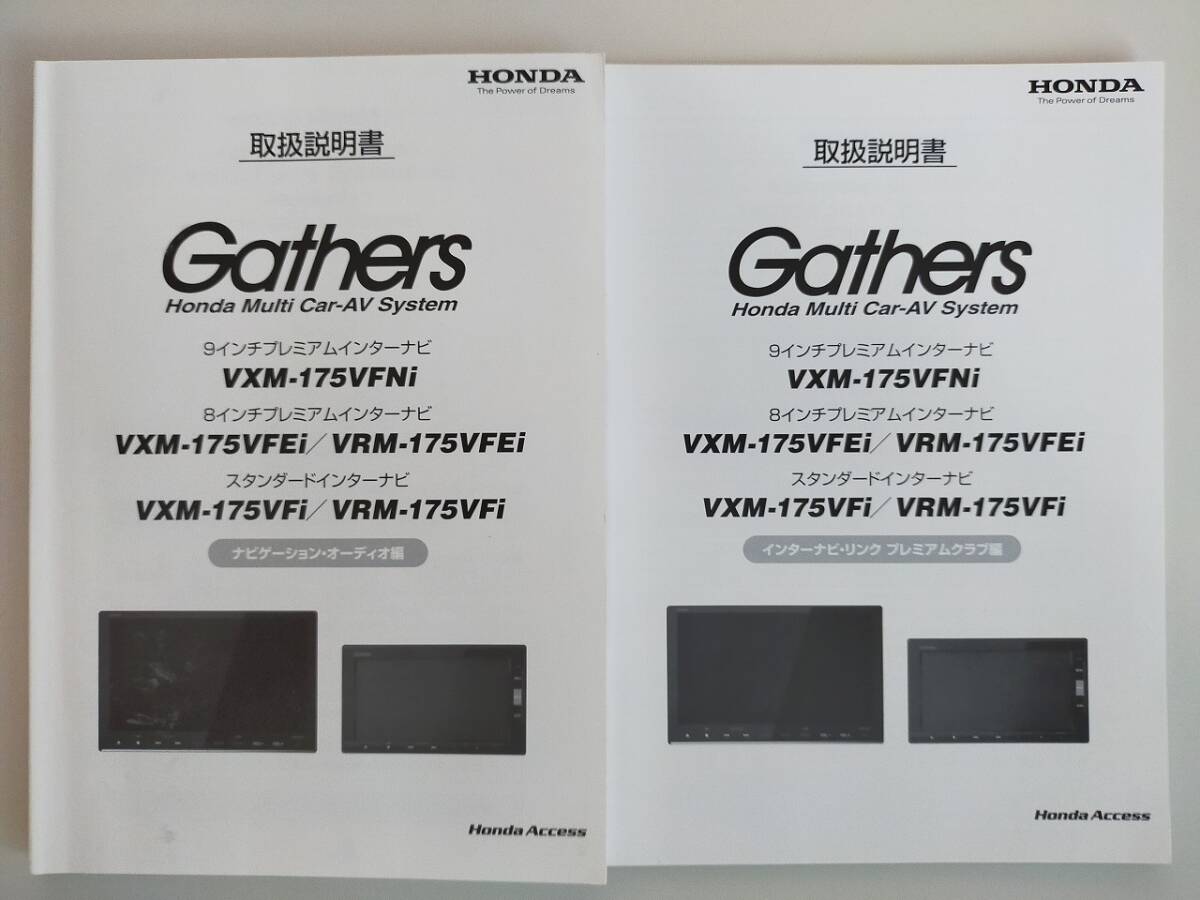 HONDA
The Power of Dreams
取扱説明書
Gathers
Honda Multi Car-AV System
9インチプレミアムインターナビ
VXM-175VFNi
8インチプレミアムインターナビ
VXM-175VFEi/VRM-175VFEi
スタンダードインターナビ
VXM-175VFi/VRM-175VFi
ナビゲーション・オーディオ編
Honda Access
HONDA
The Power of Dreams
取扱説明書
Gathers
Honda Multi Car-AV System
9インチプレミアムインターナビ
VXM-175VFNi
8インチプレミアムインターナビ
VXM-175VFEi/VRM-175VFEi
スタンダードインターナビ
VXM-175VFi/VRM-175VFi
インターナビ・リンク プレミアムクラブ編
Honda Access